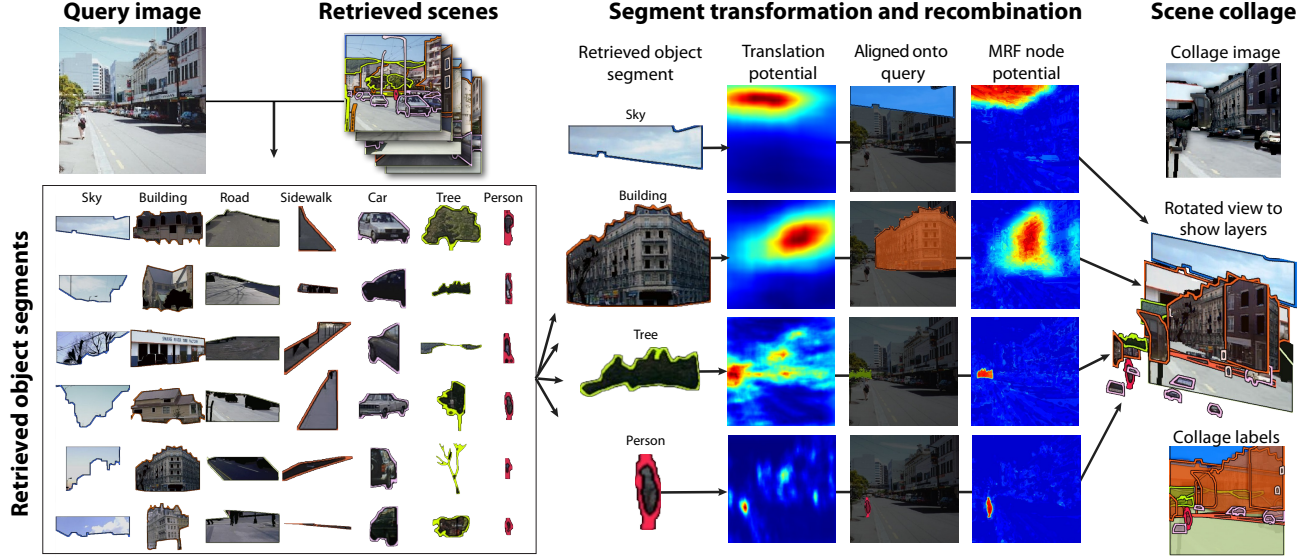 Query image
Retrieved scenes
Segment transformation and recombination
Scene collage
Retrieved object
segment
Translation
potential
Aligned onto
query
MRF node
potential
Collage image
Sky
Building
Tree
Person
Rotated view to
show layers
Collage labels
Retrieved object segments
Sky Building Road Sidewalk Car Tree Person